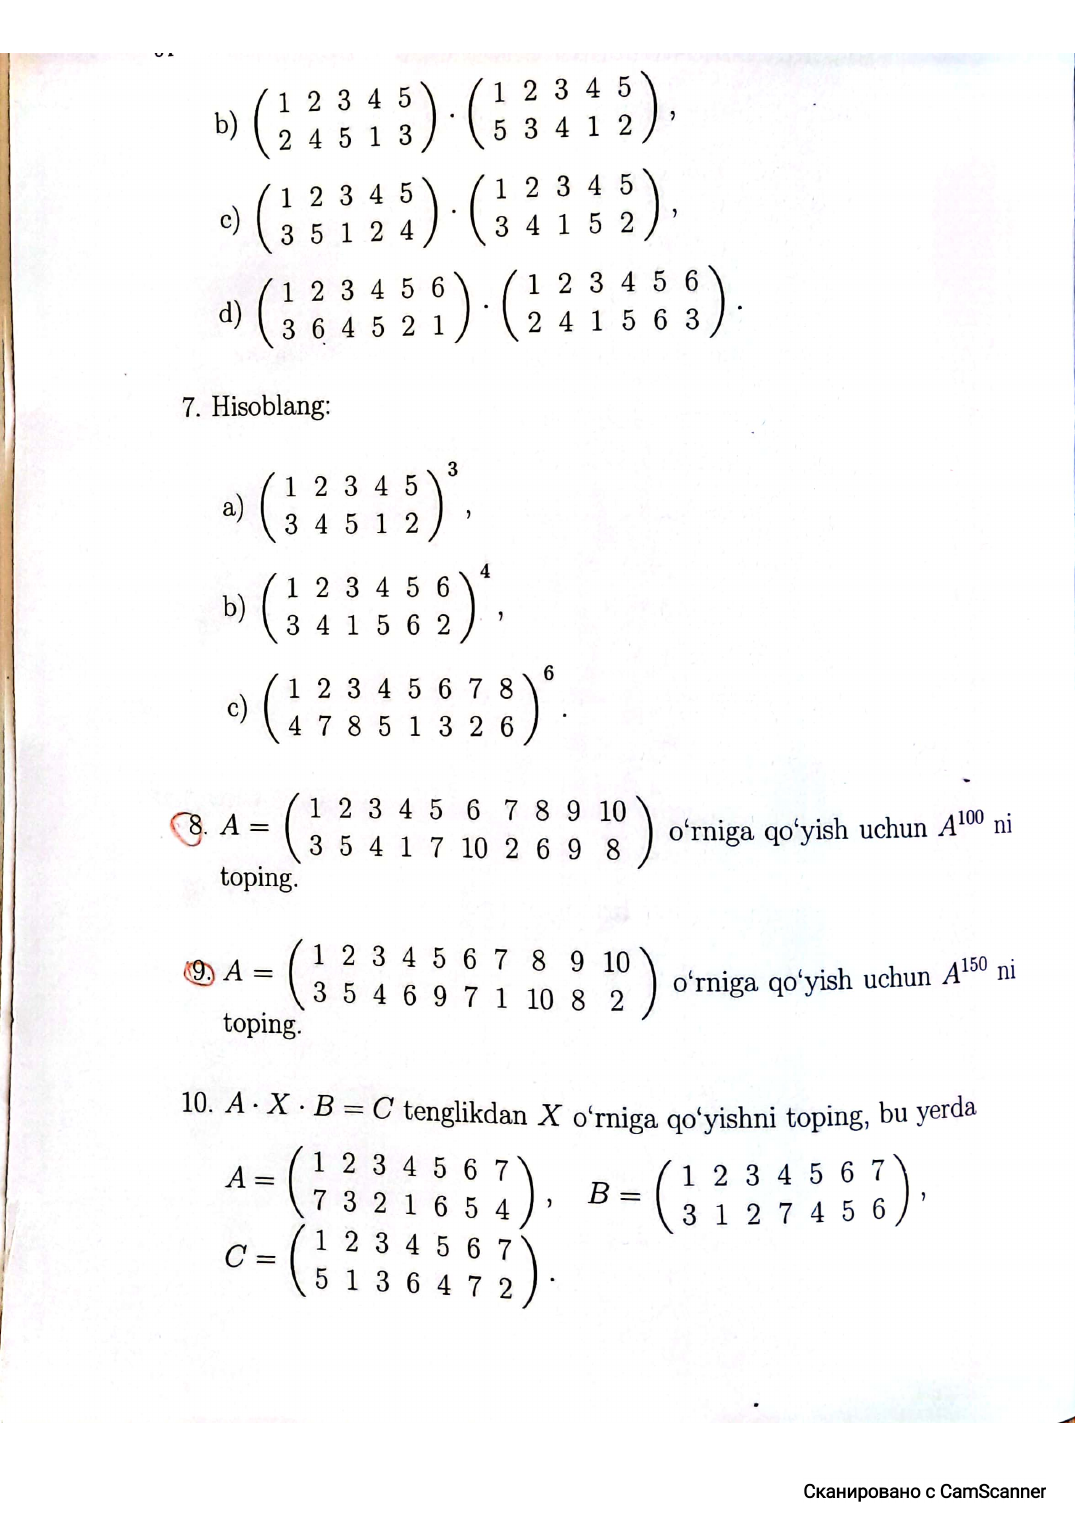 b) ( 1 2 3 4 5 ) · ( 1 2 3 4 5 ) ,
( 2 4 5 1 3 ) ( 5 3 4 1 2 )
c) ( 1 2 3 4 5 ) · ( 1 2 3 4 5 ) ,
( 3 5 1 2 4 ) ( 3 4 1 5 2 )
d) ( 1 2 3 4 5 6 ) · ( 1 2 3 4 5 6 ) .
( 3 6 4 5 2 1 ) ( 2 4 1 5 6 3 )
7. Hisoblang:
a) ( 1 2 3 4 5 )³ ,
( 3 4 5 1 2 )
b) ( 1 2 3 4 5 6 )⁴ ,
( 3 4 1 5 6 2 )
c) ( 1 2 3 4 5 6 7 8 )⁶ .
( 4 7 8 5 1 3 2 6 )
8. A = ( 1 2 3 4 5 6 7 8 9 10 ) o‘rniga qo‘yish uchun A¹⁰⁰ ni
( 3 5 4 1 7 10 2 6 9 8 )
toping.
9. A = ( 1 2 3 4 5 6 7 8 9 10 ) o‘rniga qo‘yish uchun A¹⁵⁰ ni
( 3 5 4 6 9 7 1 10 8 2 )
toping.
10. A · X · B = C tenglikdan X o‘rniga qo‘yishni toping, bu yerda
A = ( 1 2 3 4 5 6 7 ) , B = ( 1 2 3 4 5 6 7 ) ,
( 7 3 2 1 6 5 4 ) ( 3 1 2 7 4 5 6 )
C = ( 1 2 3 4 5 6 7 ) .
( 5 1 3 6 4 7 2 )
Сканировано с CamScanner